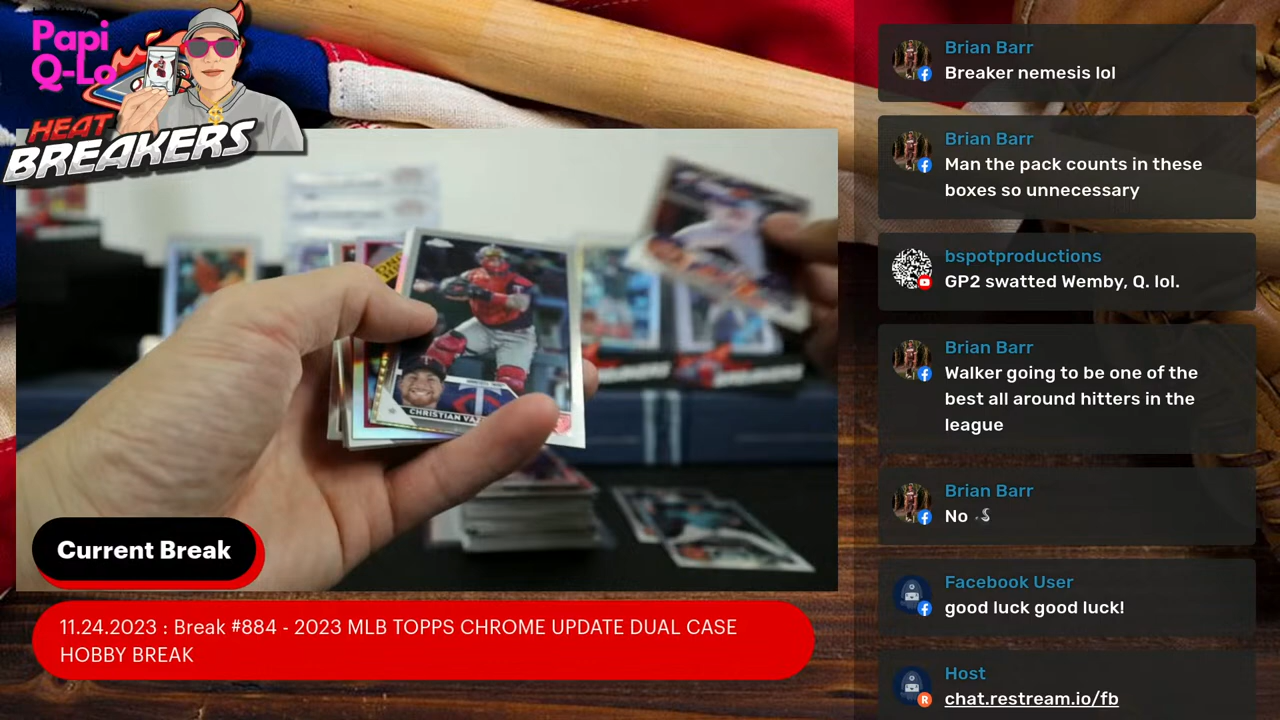 Papi
Q-Lo
HEAT
BREAKERS
CHRISTIAN
Current Break
11.24.2023 : Break #884 - 2023 MLB TOPPS CHROME UPDATE DUAL CASE
HOBBY BREAK
Brian Barr
Breaker nemesis lol
Brian Barr
Man the pack counts in these
boxes so unnecessary
bspotproductions
GP2 swatted Wemby, Q. lol.
Brian Barr
Walker going to be one of the
best all around hitters in the
league
Brian Barr
No
Facebook User
good luck good luck!
Host
chat.restream.io/fb